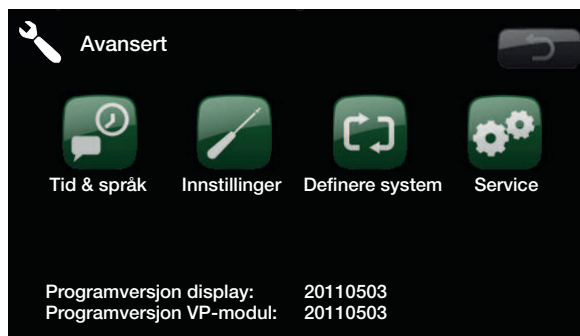 Avansert
Tid & språk Innstillinger Definere system Service
Programversjon display: 20110503
Programversjon VP-modul: 20110503